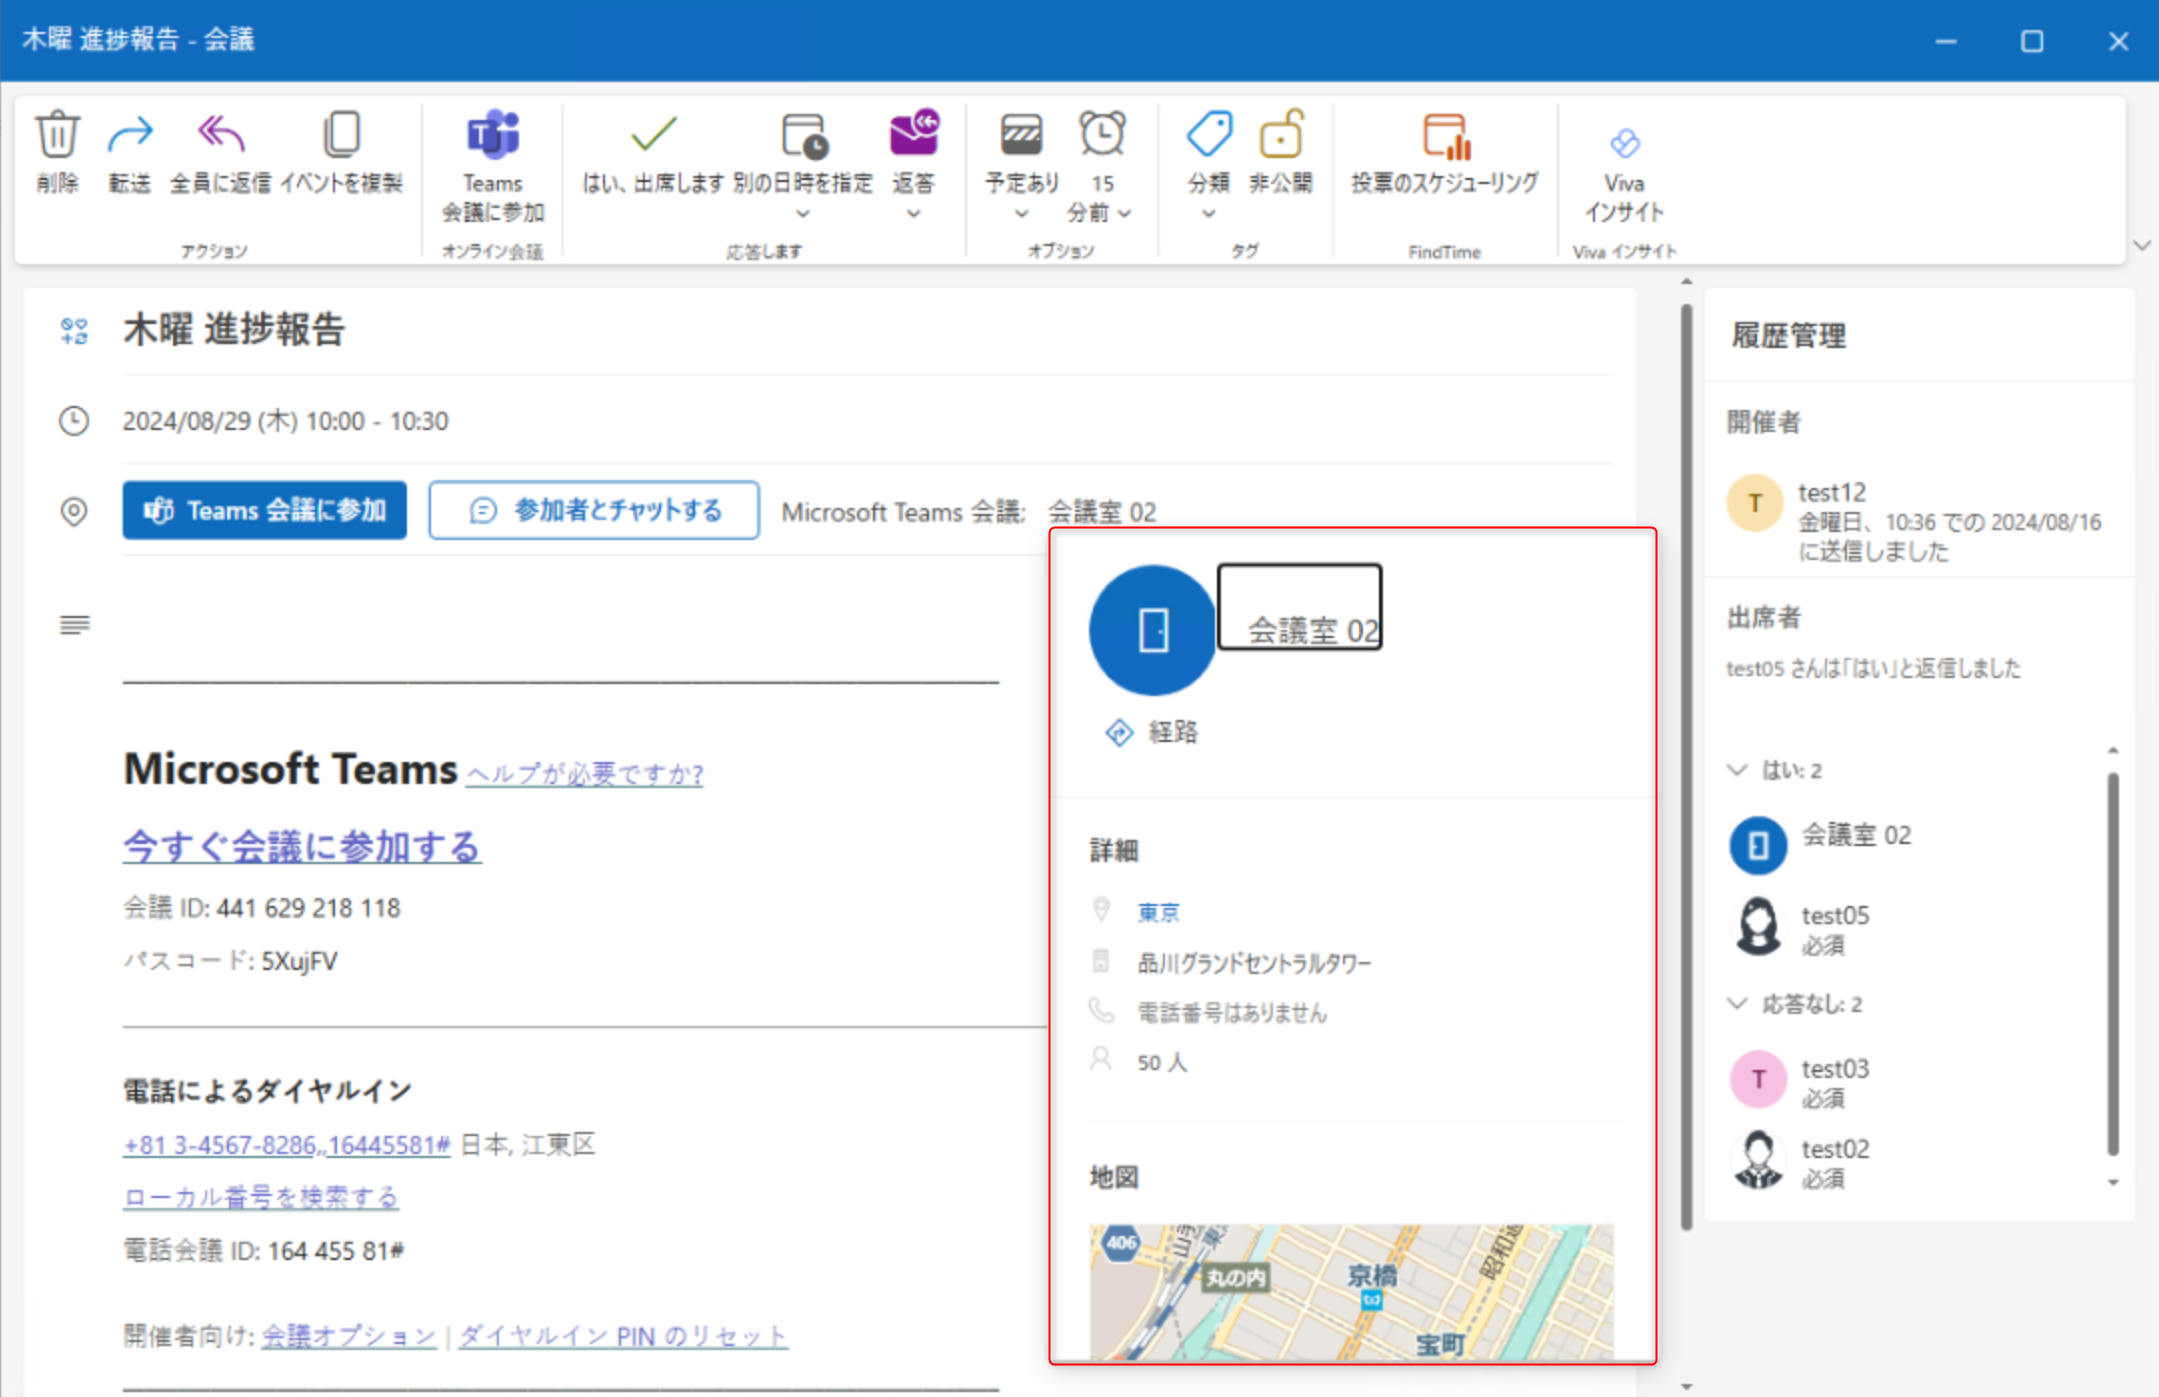 木曜 進捗報告 - 会議
削除
転送
全員に返信
イベントを複製
アクション
Teams
会議に参加
オンライン会議
はい、出席します
別の日時を指定
返答
応答します
予定あり
15
分前
オプション
分類
非公開
タグ
投票のスケジューリング
FindTime
Viva
インサイト
Viva インサイト
木曜 進捗報告
2024/08/29 (木) 10:00 - 10:30
Teams 会議に参加
参加者とチャットする
Microsoft Teams 会議; 会議室 02
Microsoft Teams ヘルプが必要ですか?
今すぐ会議に参加する
会議 ID: 441 629 218 118
パスコード: 5XujFV
電話によるダイヤルイン
+81 3-4567-8286,,16445581# 日本, 江東区
ローカル番号を検索する
電話会議 ID: 164 455 81#
開催者向け: 会議オプション | ダイヤルイン PIN のリセット
会議室 02
経路
詳細
東京
品川グランドセントラルタワー
電話番号はありません
50 人
地図
406
丸の内
京橋
宝町
履歴管理
開催者
T
test12
金曜日、10:36 での 2024/08/16
に送信しました
出席者
test05 さんは「はい」と返信しました
はい: 2
会議室 02
test05
必須
応答なし: 2
T
test03
必須
test02
必須